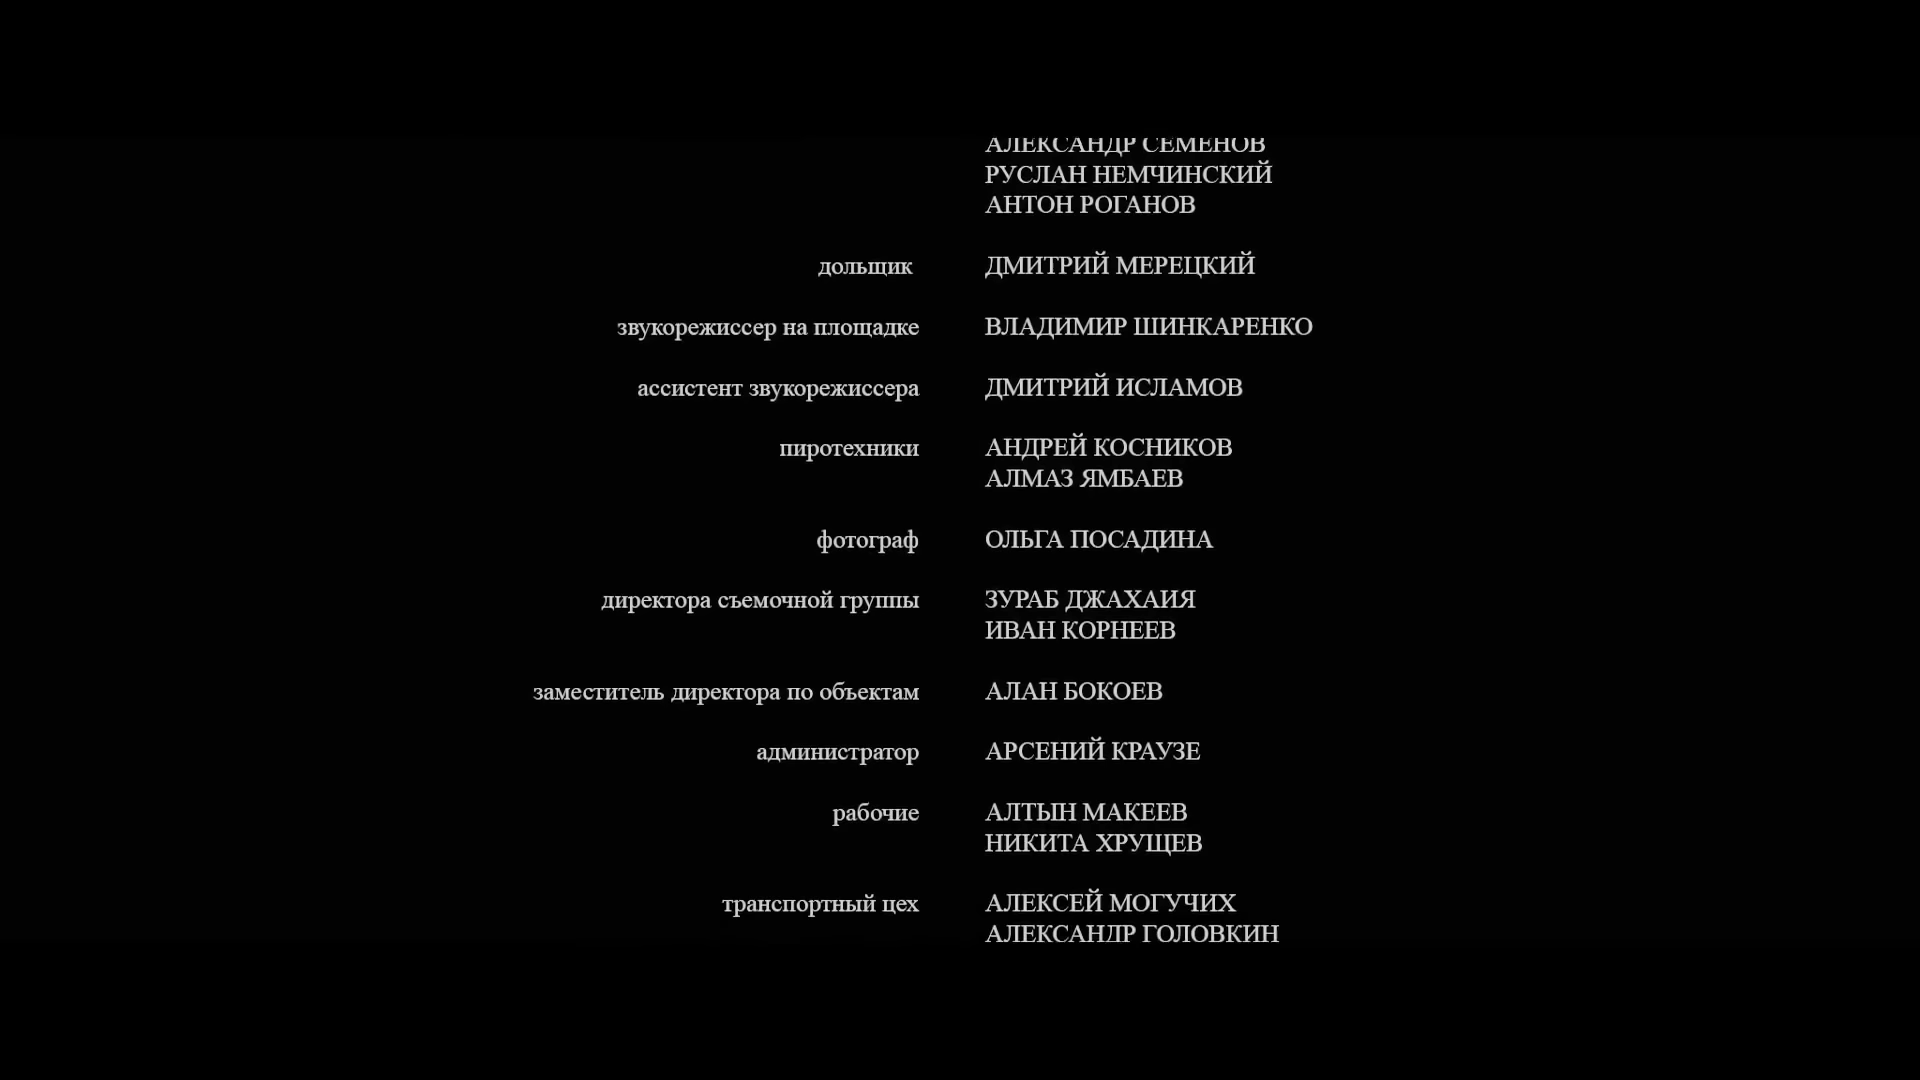 АЛЕКСАНДР СЕМЕНОВ
РУСЛАН НЕМЧИНСКИЙ
АНТОН РОГАНОВ
дольщик ДМИТРИЙ МЕРЕЦКИЙ
звукорежиссер на площадке ВЛАДИМИР ШИНКАРЕНКО
ассистент звукорежиссера ДМИТРИЙ ИСЛАМОВ
пиротехники АНДРЕЙ КОСНИКОВ
АЛМАЗ ЯМБАЕВ
фотограф ОЛЬГА ПОСАДИНА
директора съемочной группы ЗУРАБ ДЖАХАИЯ
ИВАН КОРНЕЕВ
заместитель директора по объектам АЛАН БОКОЕВ
администратор АРСЕНИЙ КРАУЗЕ
рабочие АЛТЫН МАКЕЕВ
НИКИТА ХРУЩЕВ
транспортный цех АЛЕКСЕЙ МОГУЧИХ
АЛЕКСАНДР ГОЛОВКИН